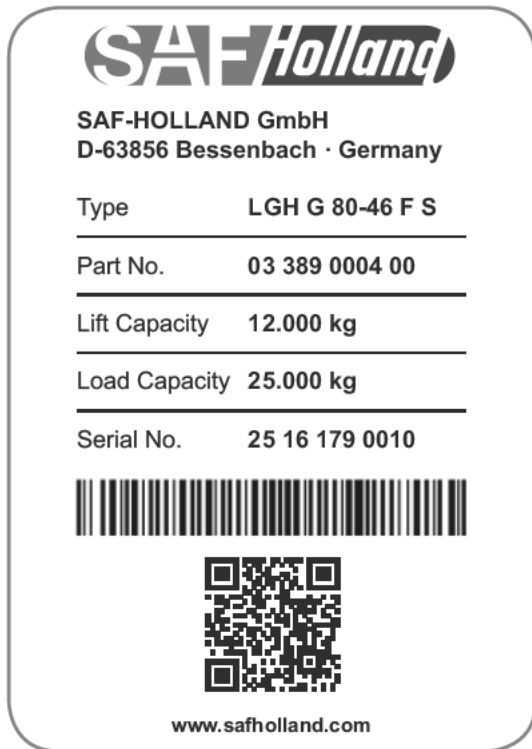 SAF Holland
SAF-HOLLAND GmbH
D-63856 Bessenbach · Germany
Type LGH G 80-46 F S
Part No. 03 389 0004 00
Lift Capacity 12.000 kg
Load Capacity 25.000 kg
Serial No. 25 16 179 0010
www.safholland.com